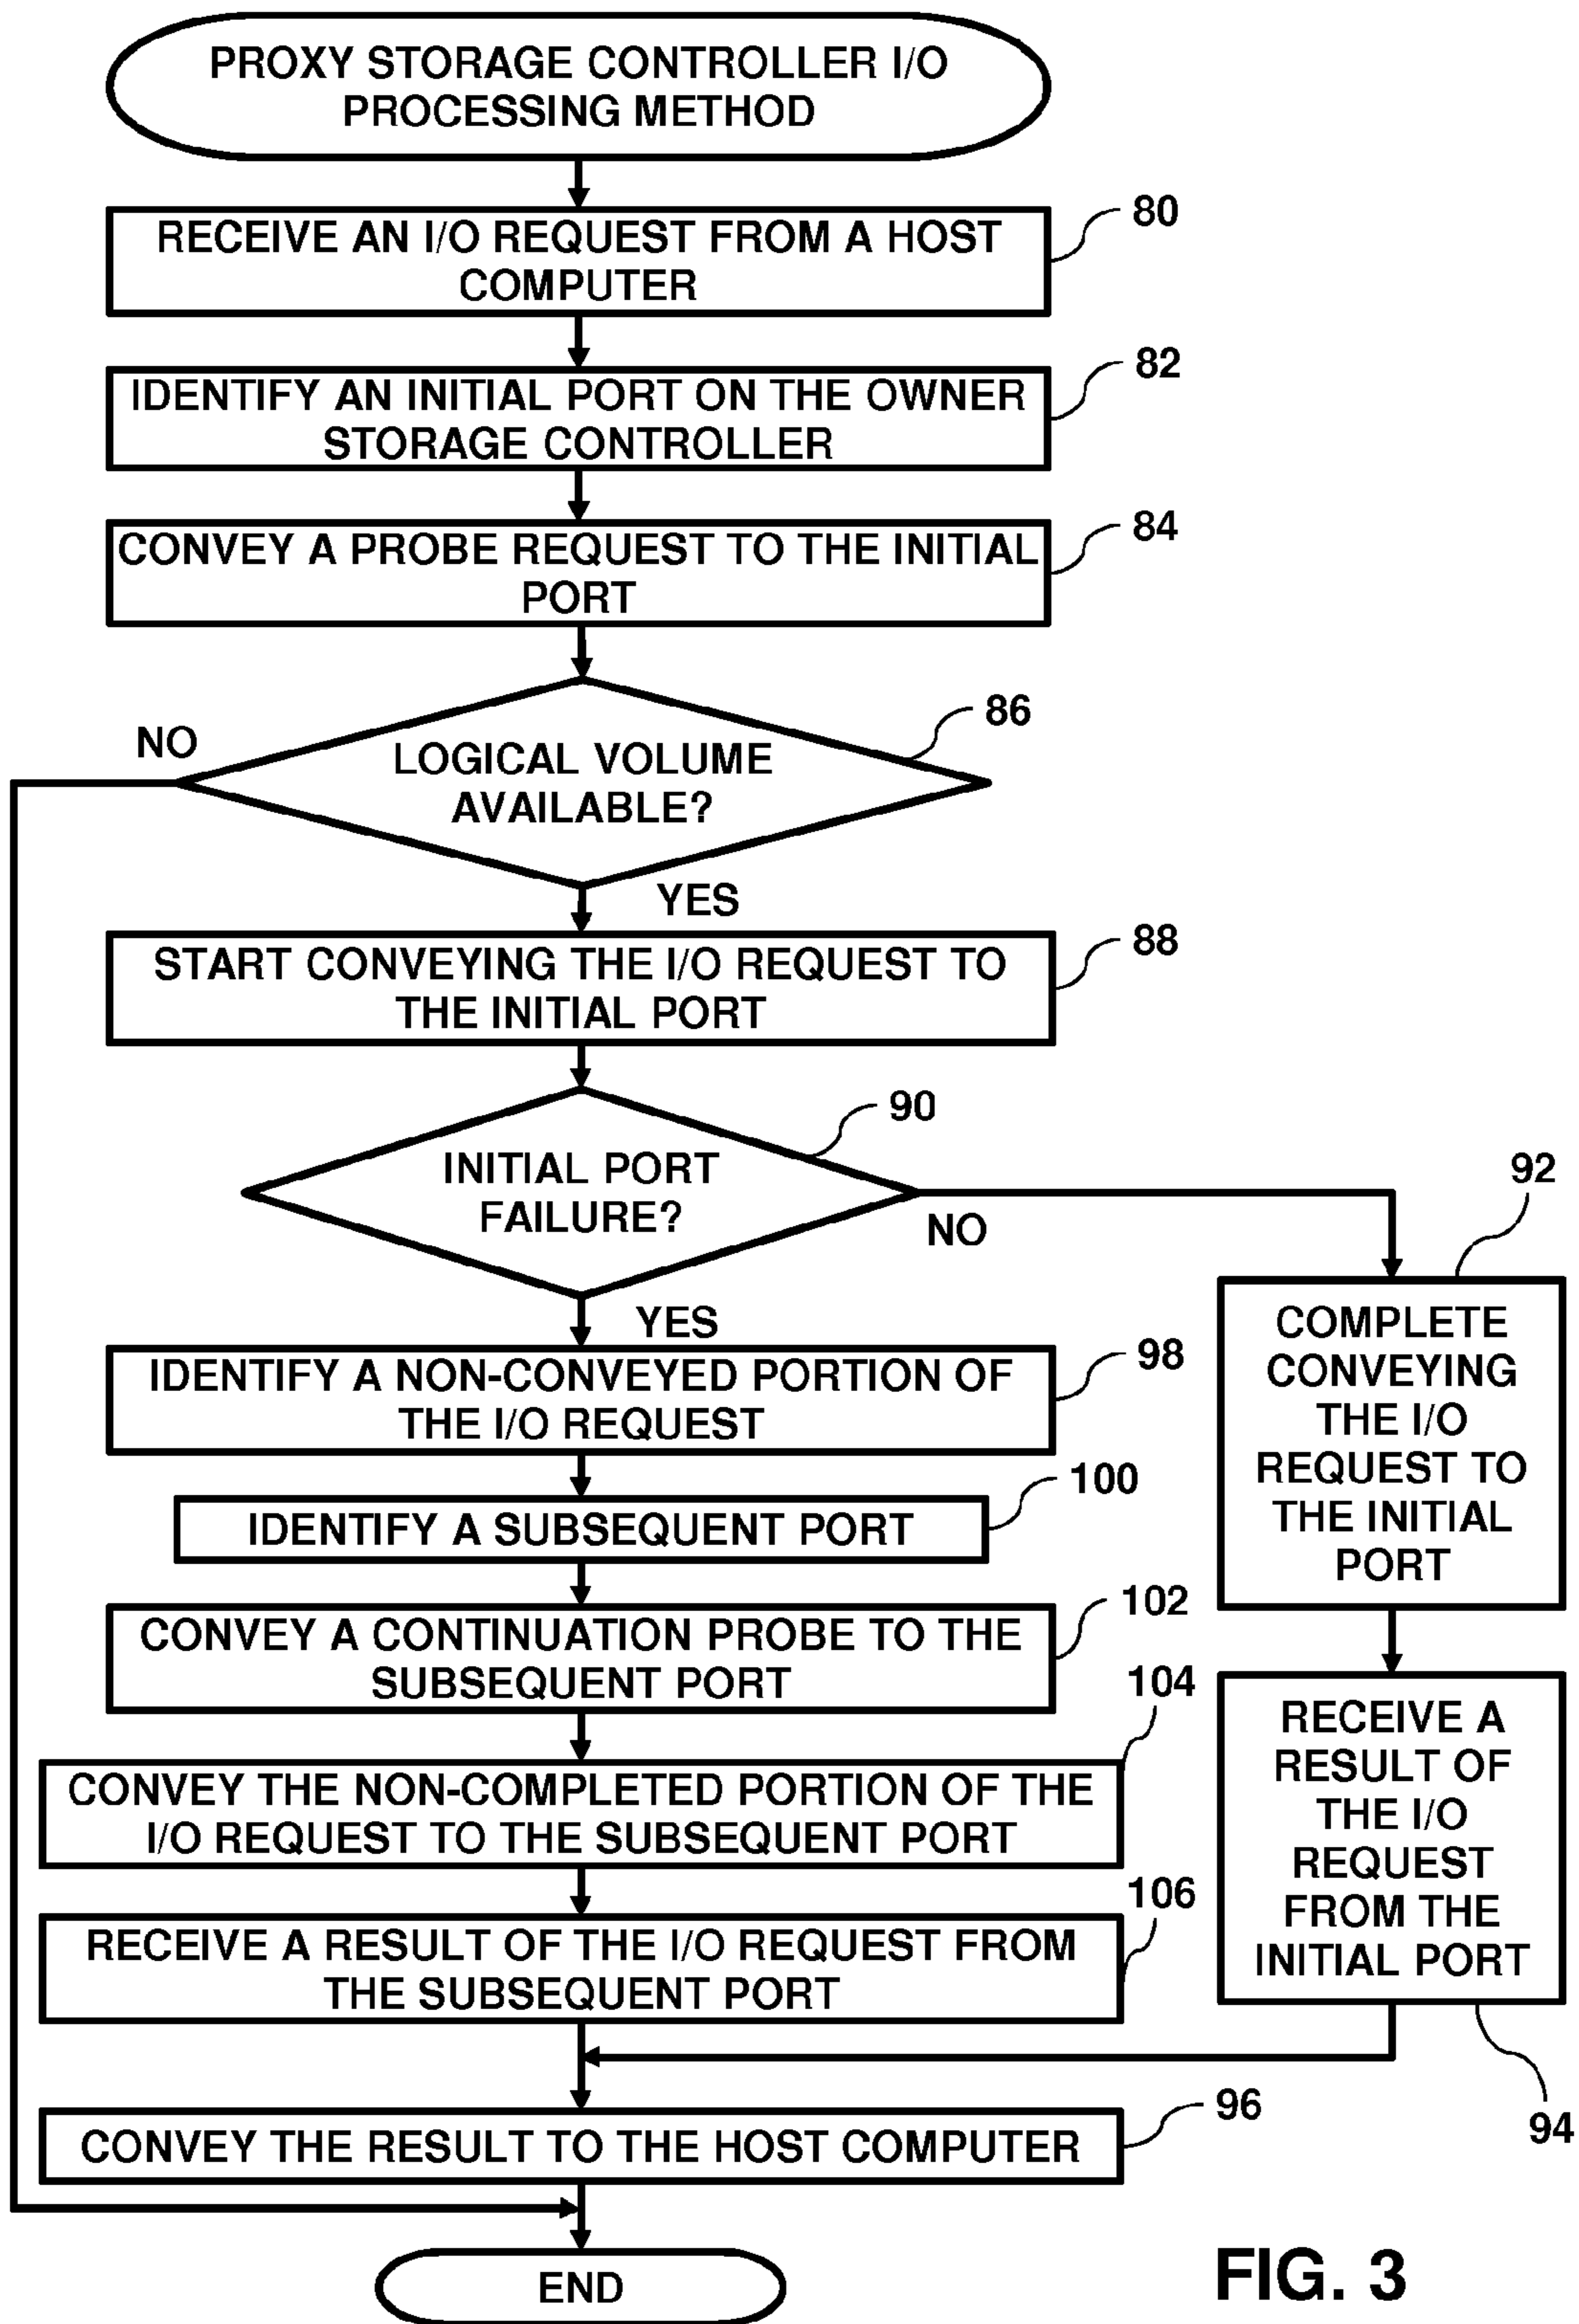 PROXY STORAGE CONTROLLER I/O
PROCESSING METHOD
80
RECEIVE AN I/O REQUEST FROM A HOST
COMPUTER
82
IDENTIFY AN INITIAL PORT ON THE OWNER
STORAGE CONTROLLER
84
CONVEY A PROBE REQUEST TO THE INITIAL
PORT
86
NO
LOGICAL VOLUME
AVAILABLE?
YES
88
START CONVEYING THE I/O REQUEST TO
THE INITIAL PORT
90
INITIAL PORT
FAILURE?
NO
YES
92
COMPLETE
CONVEYING
THE I/O
REQUEST TO
THE INITIAL
PORT
98
IDENTIFY A NON-CONVEYED PORTION OF
THE I/O REQUEST
100
IDENTIFY A SUBSEQUENT PORT
102
CONVEY A CONTINUATION PROBE TO THE
SUBSEQUENT PORT
104
CONVEY THE NON-COMPLETED PORTION OF THE
I/O REQUEST TO THE SUBSEQUENT PORT
106
RECEIVE A RESULT OF THE I/O REQUEST FROM
THE SUBSEQUENT PORT
RECEIVE A
RESULT OF
THE I/O
REQUEST
FROM THE
INITIAL PORT
94
96
CONVEY THE RESULT TO THE HOST COMPUTER
END
FIG. 3